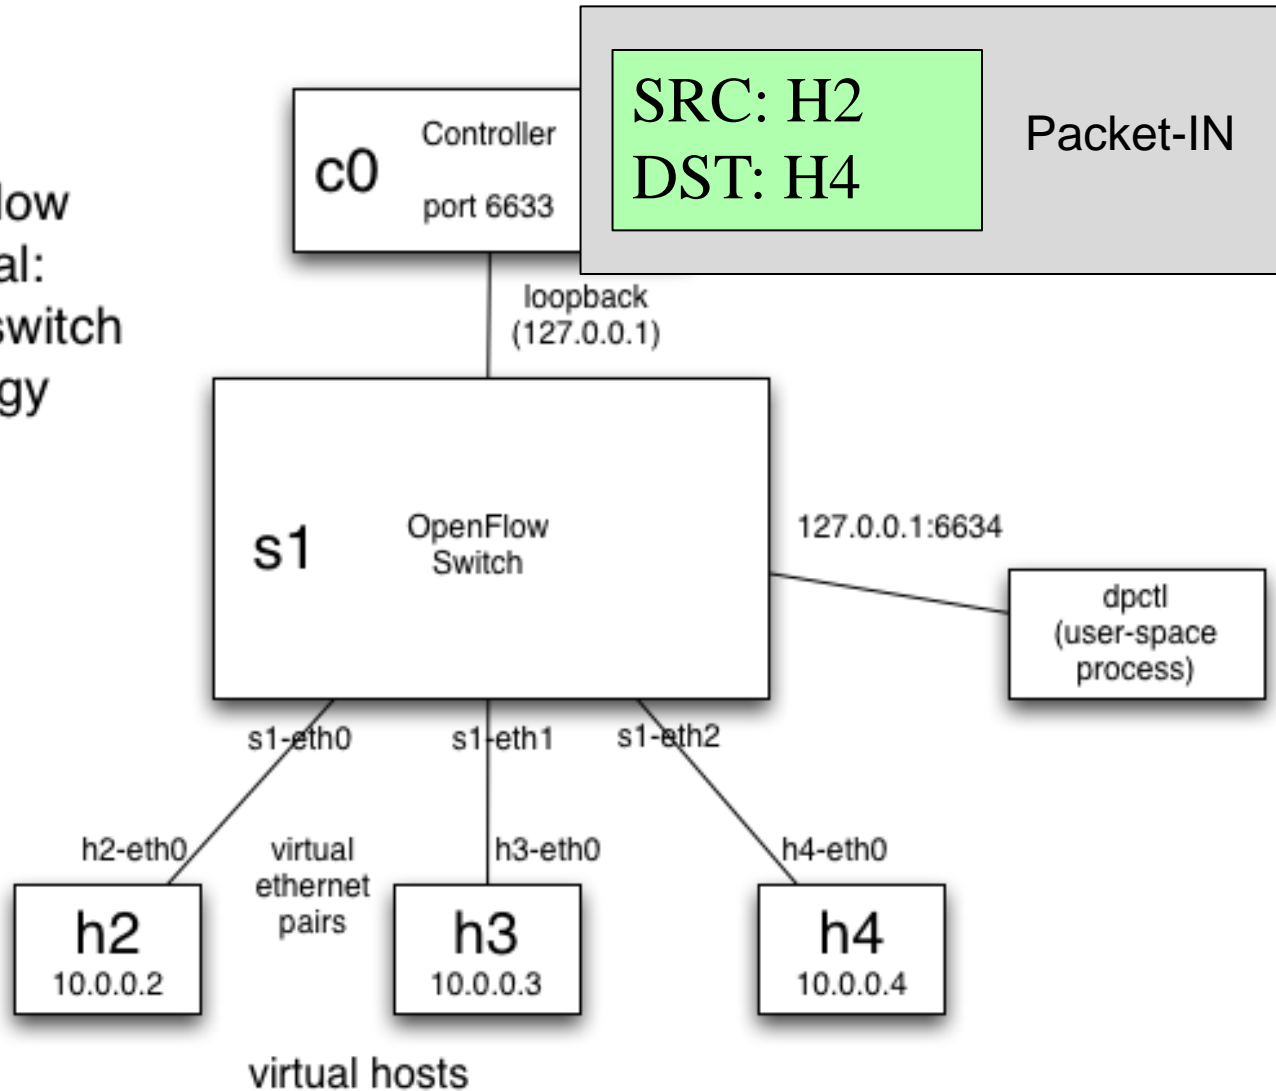 SRC: H2
DST: H4
Packet-IN
Controller
c0
port 6633
low
al:
switch
gy
loopback
(127.0.0.1)
s1
OpenFlow
Switch
127.0.0.1:6634
dpctl
(user-space
process)
s1-eth0
s1-eth1
s1-eth2
h2-eth0
virtual
ethernet
pairs
h3-eth0
h4-eth0
h2
10.0.0.2
h3
10.0.0.3
h4
10.0.0.4
virtual hosts